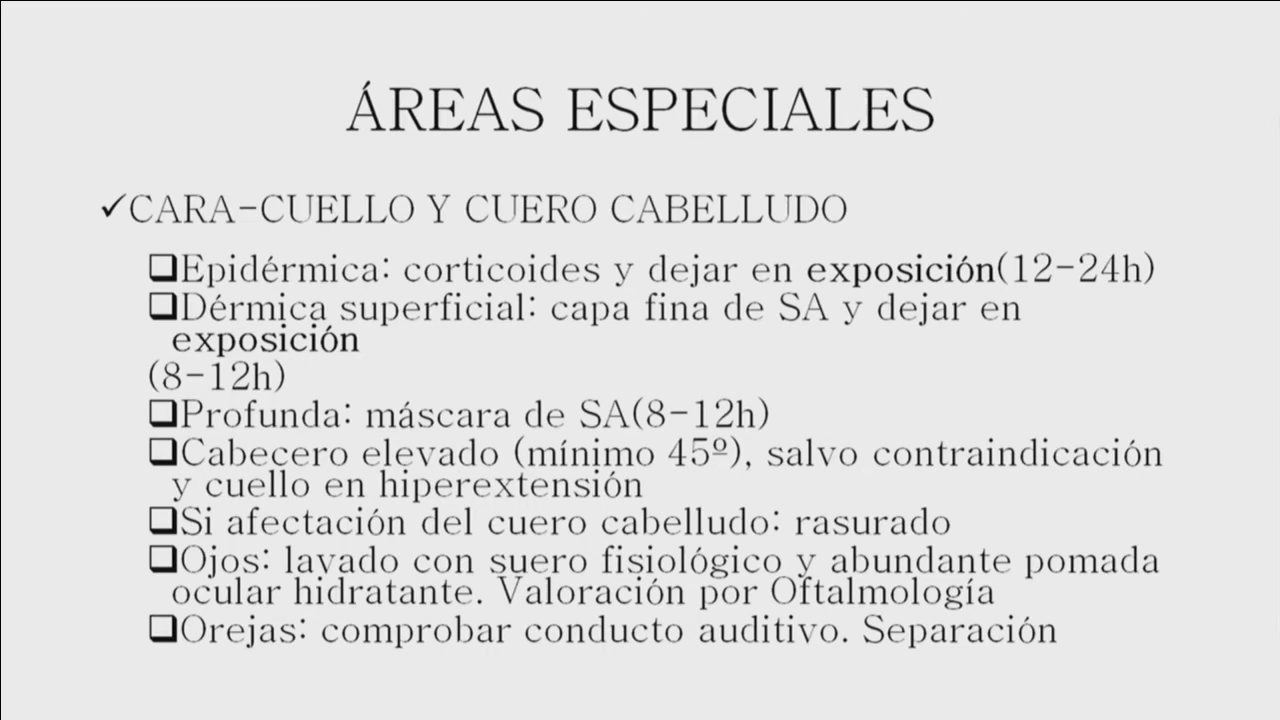 ÁREAS ESPECIALES
✓CARA-CUELLO Y CUERO CABELLUDO
❑Epidérmica: corticoides y dejar en exposición(12-24h)
❑Dérmica superficial: capa fina de SA y dejar en
exposición
(8-12h)
❑Profunda: máscara de SA(8-12h)
❑Cabecero elevado (mínimo 45º), salvo contraindicación
y cuello en hiperextensión
❑Si afectación del cuero cabelludo: rasurado
❑Ojos: lavado con suero fisiológico y abundante pomada
ocular hidratante. Valoración por Oftalmología
❑Orejas: comprobar conducto auditivo. Separación